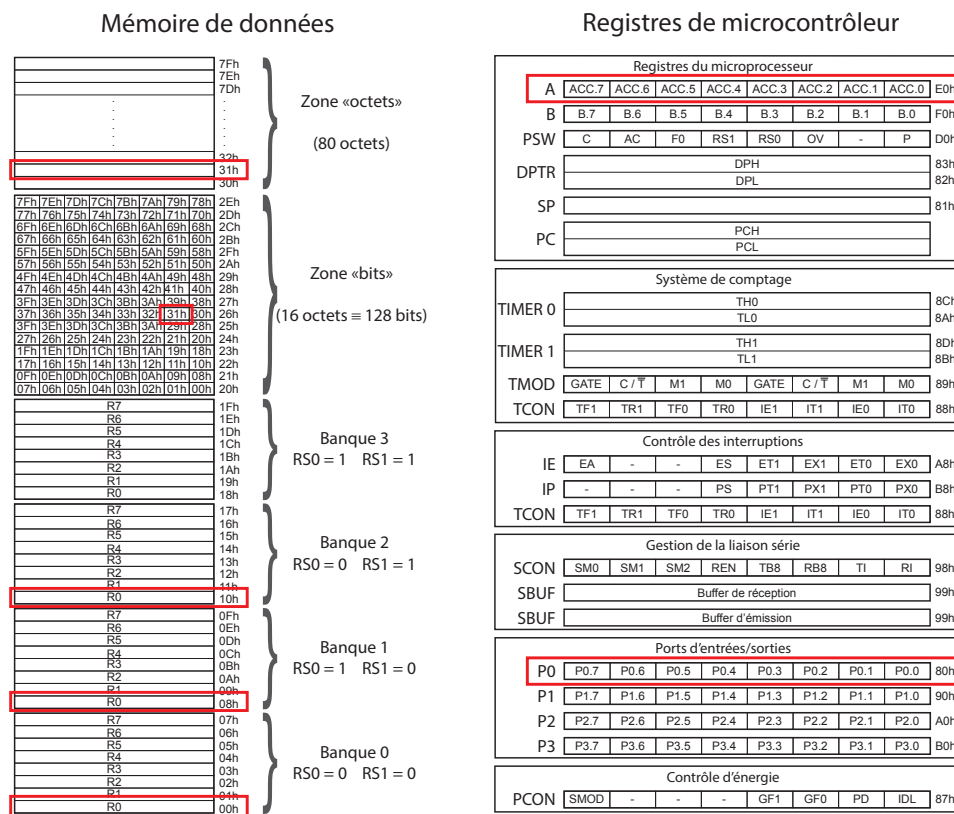 Mémoire de données
7Fh
7Eh
7Dh
Zone «octets»
(80 octets)
32h
31h
30h
7Fh 7Eh 7Dh 7Ch 7Bh 7Ah 79h 78h 2Eh
77h 76h 75h 74h 73h 72h 71h 70h 2Dh
6Fh 6Eh 6Dh 6Ch 6Bh 6Ah 69h 68h 2Ch
67h 66h 65h 64h 63h 62h 61h 60h 2Bh
5Fh 5Eh 5Dh 5Ch 5Bh 5Ah 59h 58h 2Fh
57h 56h 55h 54h 53h 52h 51h 50h 2Ah
4Fh 4Eh 4Dh 4Ch 4Bh 4Ah 49h 48h 29h
47h 46h 45h 44h 43h 42h 41h 40h 28h
3Fh 3Eh 3Dh 3Ch 3Bh 3Ah 39h 38h 27h
37h 36h 35h 34h 33h 32h 31h 30h 26h
3Fh 3Eh 3Dh 3Ch 3Bh 3Ah 29h 28h 25h
27h 26h 25h 24h 23h 22h 21h 20h 24h
1Fh 1Eh 1Dh 1Ch 1Bh 1Ah 19h 18h 23h
17h 16h 15h 14h 13h 12h 11h 10h 22h
0Fh 0Eh 0Dh 0Ch 0Bh 0Ah 09h 08h 21h
07h 06h 05h 04h 03h 02h 01h 00h 20h
Zone «bits»
(16 octets ≡ 128 bits)
R7 1Fh
R6 1Eh
R5 1Dh
R4 1Ch
R3 1Bh
R2 1Ah
R1 19h
R0 18h
Banque 3
RS0 = 1 RS1 = 1
R7 17h
R6 16h
R5 15h
R4 14h
R3 13h
R2 12h
R1 11h
R0 10h
Banque 2
RS0 = 0 RS1 = 1
R7 0Fh
R6 0Eh
R5 0Dh
R4 0Ch
R3 0Bh
R2 0Ah
R1 09h
R0 08h
Banque 1
RS0 = 1 RS1 = 0
R7 07h
R6 06h
R5 05h
R4 04h
R3 03h
R2 02h
R1 01h
R0 00h
Banque 0
RS0 = 0 RS1 = 0
Registres de microcontrôleur
Registres du microprocesseur
A ACC.7 ACC.6 ACC.5 ACC.4 ACC.3 ACC.2 ACC.1 ACC.0 E0h
B B.7 B.6 B.5 B.4 B.3 B.2 B.1 B.0 F0h
PSW C AC F0 RS1 RS0 OV - P D0h
DPTR
DPH 83h
DPL 82h
SP 81h
PC
PCH
PCL
Système de comptage
TIMER 0
TH0 8Ch
TL0 8Ah
TIMER 1
TH1 8Dh
TL1 8Bh
TMOD GATE C / T̅ M1 M0 GATE C / T̅ M1 M0 89h
TCON TF1 TR1 TF0 TR0 IE1 IT1 IE0 IT0 88h
Contrôle des interruptions
IE EA - - ES ET1 EX1 ET0 EX0 A8h
IP - - - PS PT1 PX1 PT0 PX0 B8h
TCON TF1 TR1 TF0 TR0 IE1 IT1 IE0 IT0 88h
Gestion de la liaison série
SCON SM0 SM1 SM2 REN TB8 RB8 TI RI 98h
SBUF Buffer de réception 99h
SBUF Buffer d'émission 99h
Ports d'entrées/sorties
P0 P0.7 P0.6 P0.5 P0.4 P0.3 P0.2 P0.1 P0.0 80h
P1 P1.7 P1.6 P1.5 P1.4 P1.3 P1.2 P1.1 P1.0 90h
P2 P2.7 P2.6 P2.5 P2.4 P2.3 P2.2 P2.1 P2.0 A0h
P3 P3.7 P3.6 P3.5 P3.4 P3.3 P3.2 P3.1 P3.0 B0h
Contrôle d'énergie
PCON SMOD - - - GF1 GF0 PD IDL 87h